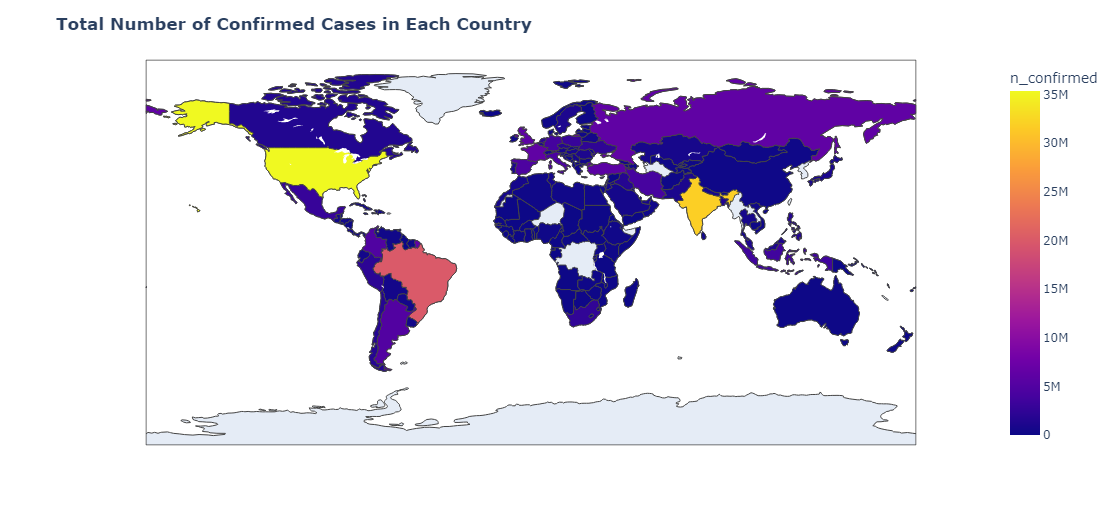 Total Number of Confirmed Cases in Each Country
n_confirmed
35M
30M
25M
20M
15M
10M
5M
0